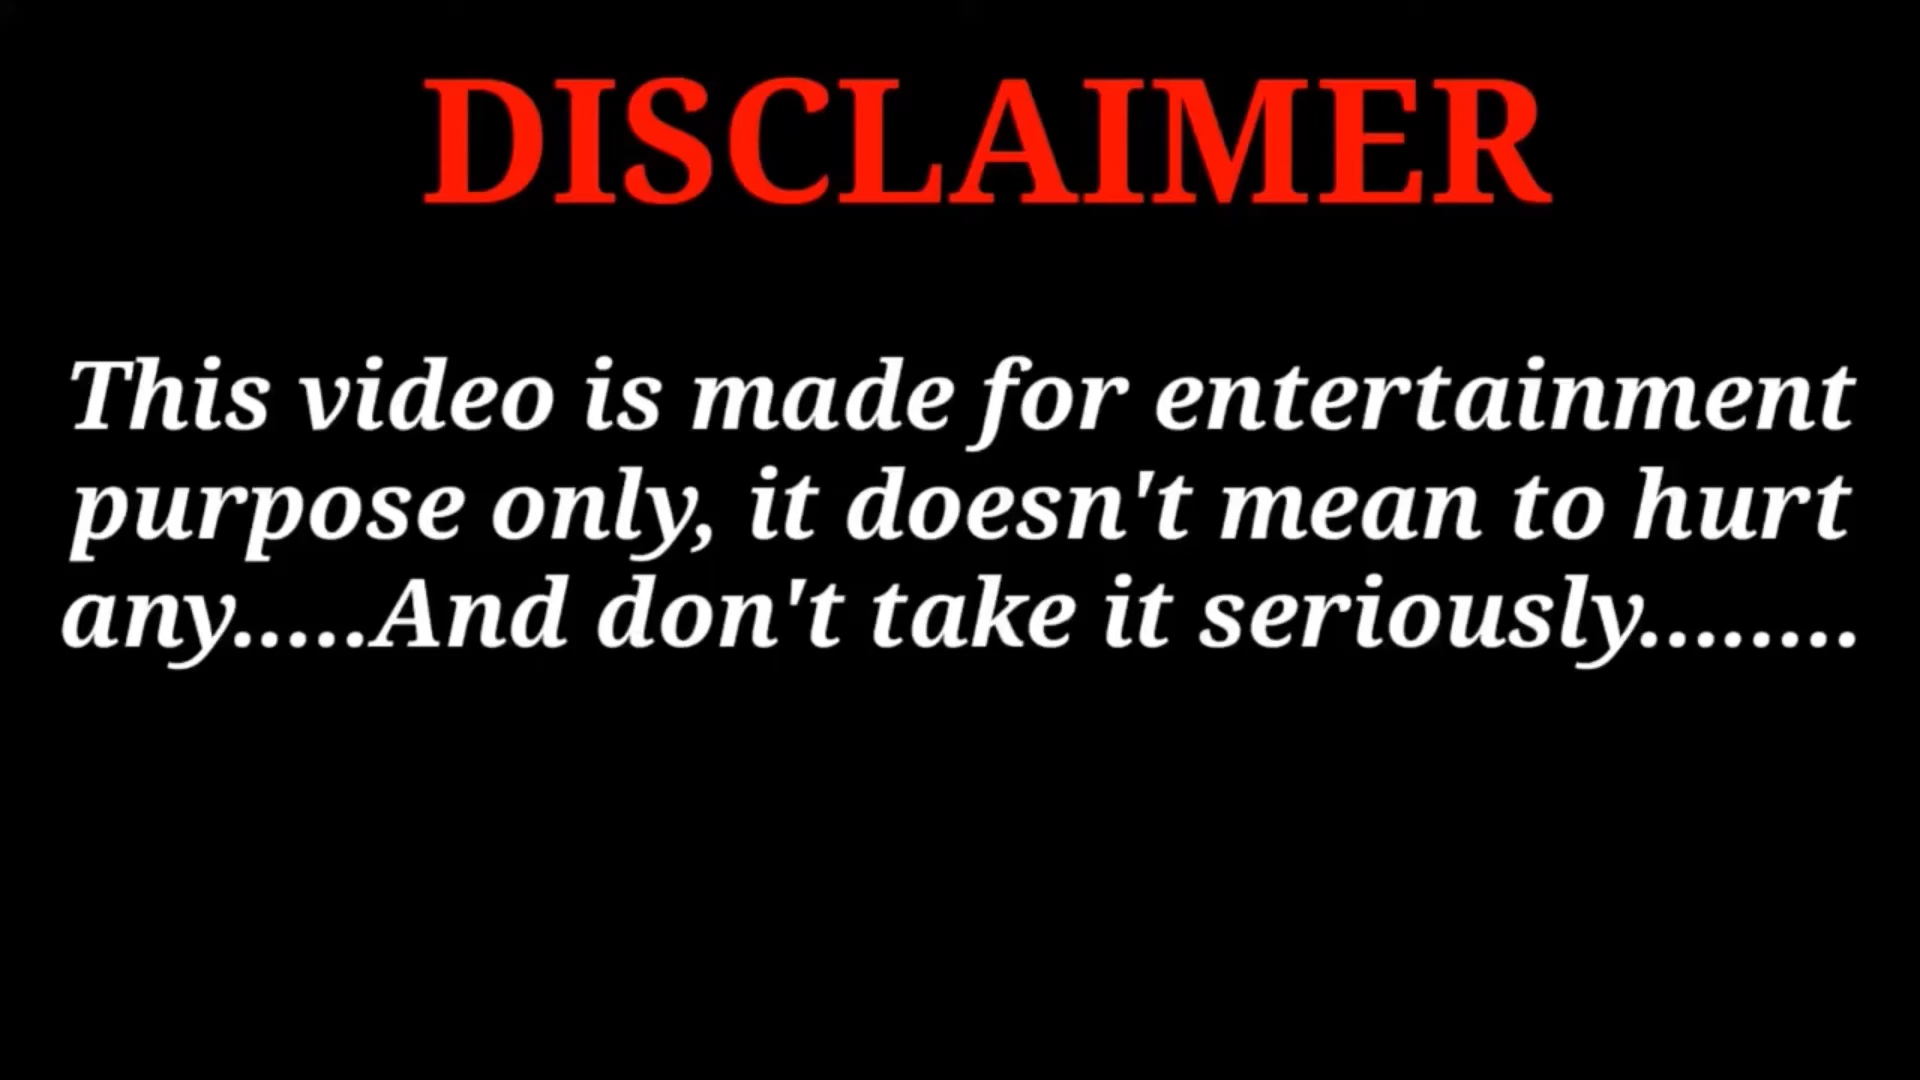 DISCLAIMER
This video is made for entertainment
purpose only, it doesn't mean to hurt
any.....And don't take it seriously........